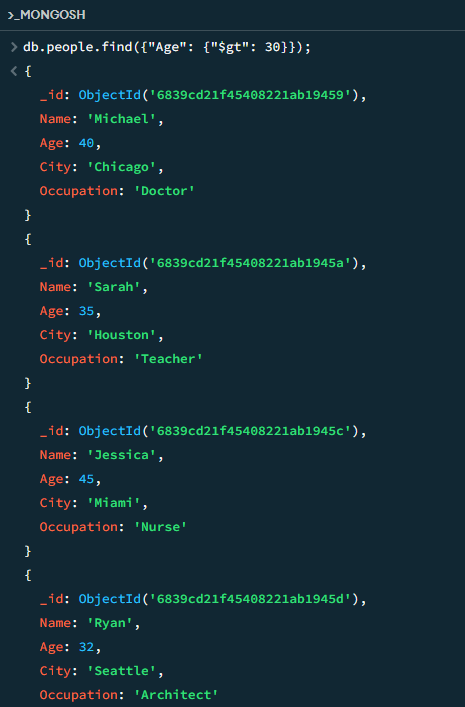 >_MONGOSH
> db.people.find({"Age": {"$gt": 30}});
< {
_id: ObjectId('6839cd21f45408221ab19459'),
Name: 'Michael',
Age: 40,
City: 'Chicago',
Occupation: 'Doctor'
}
{
_id: ObjectId('6839cd21f45408221ab1945a'),
Name: 'Sarah',
Age: 35,
City: 'Houston',
Occupation: 'Teacher'
}
{
_id: ObjectId('6839cd21f45408221ab1945c'),
Name: 'Jessica',
Age: 45,
City: 'Miami',
Occupation: 'Nurse'
}
{
_id: ObjectId('6839cd21f45408221ab1945d'),
Name: 'Ryan',
Age: 32,
City: 'Seattle',
Occupation: 'Architect'